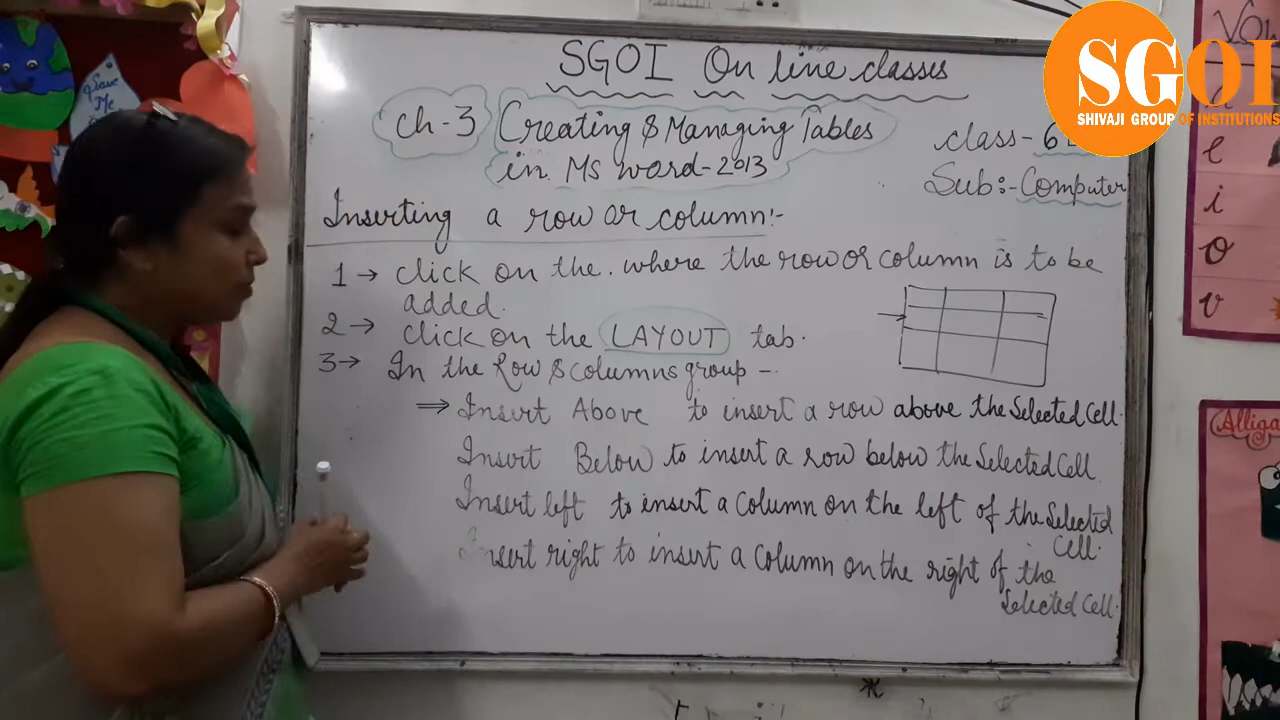 SGOI On line classes
Ch-3 Creating & Managing Tables
in Ms word-2013
class- 6
Sub:- Computer
Inserting a row or column:-
1 → Click on the. where the row or column is to be
added.
2 → Click on the LAYOUT tab.
3 → In the Row & columns group -.
⇒ Insert Above to insert a row above the Selected Cell.
Insert Below to insert a row below the Selected Cell
Insert left to insert a Column on the left of the Selected
Cell.
Insert right to insert a Column on the right of the
Selected Cell.
SGOI
SHIVAJI GROUP OF INSTITUTIONS
Save
Me
e
i
o
Alliga